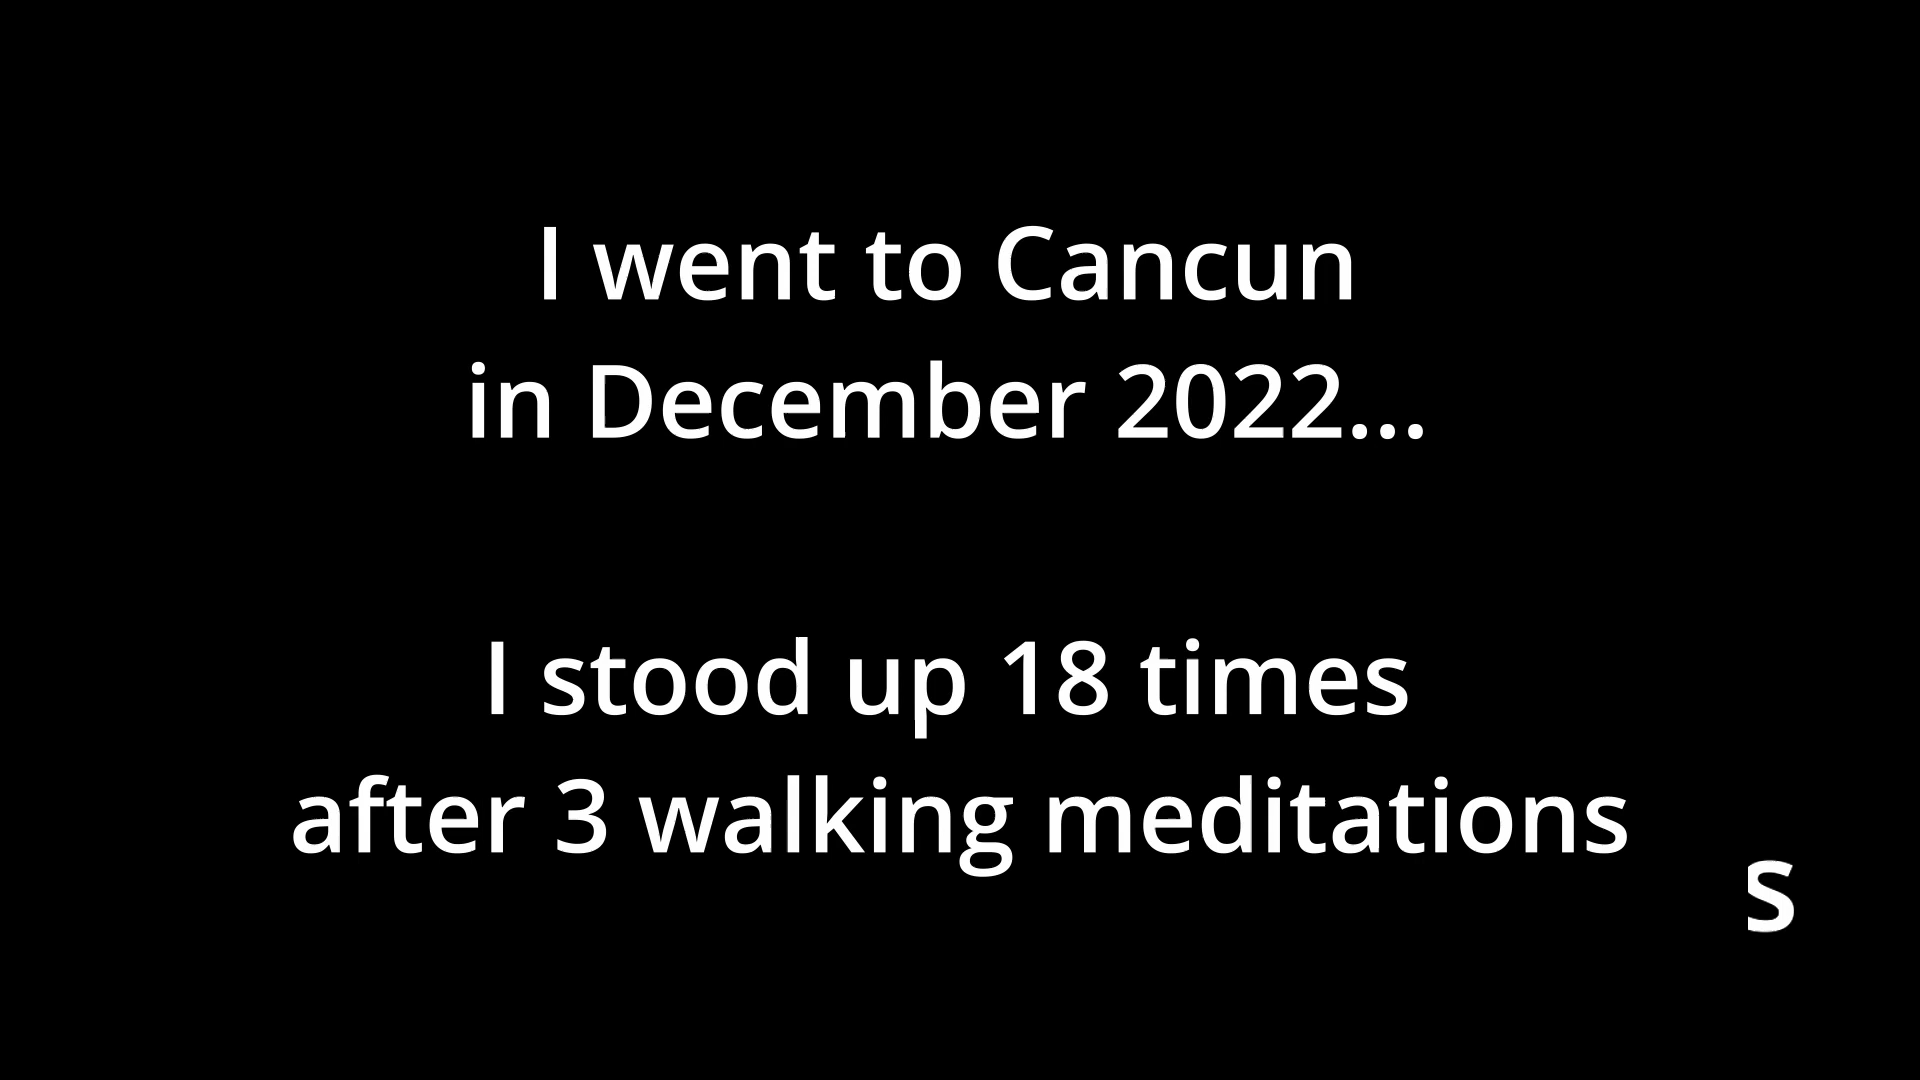 I went to Cancun
in December 2022...
I stood up 18 times
after 3 walking meditations
s